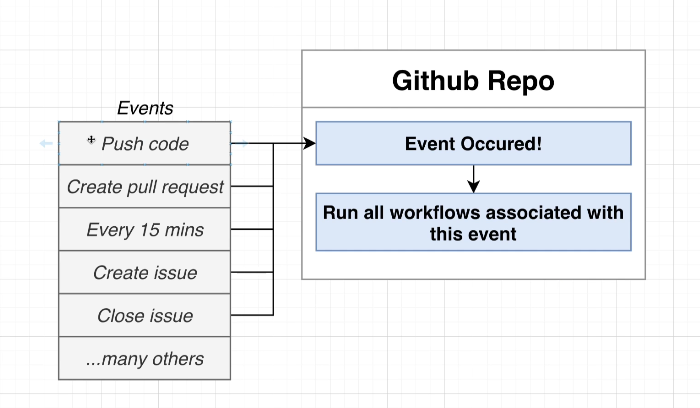 Github Repo
Events
Push code
Create pull request
Every 15 mins
Create issue
Close issue
...many others
Event Occured!
Run all workflows associated with
this event